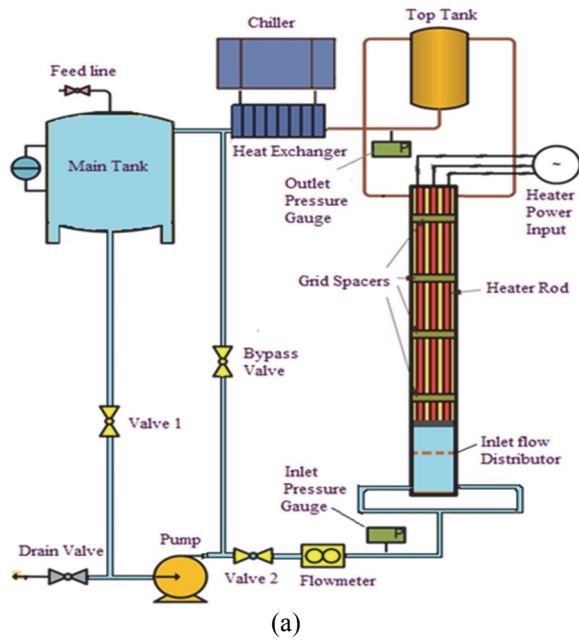 Chiller
Top Tank
Feed line
Main Tank
Heat Exchanger
P
Outlet
Pressure
Gauge
Heater
Power
Input
Grid Spacers
Heater Rod
Bypass
Valve
Valve 1
Inlet flow
Distributor
Inlet
Pressure
Gauge
P
Pump
Drain Valve
Valve 2
Flowmeter
(a)